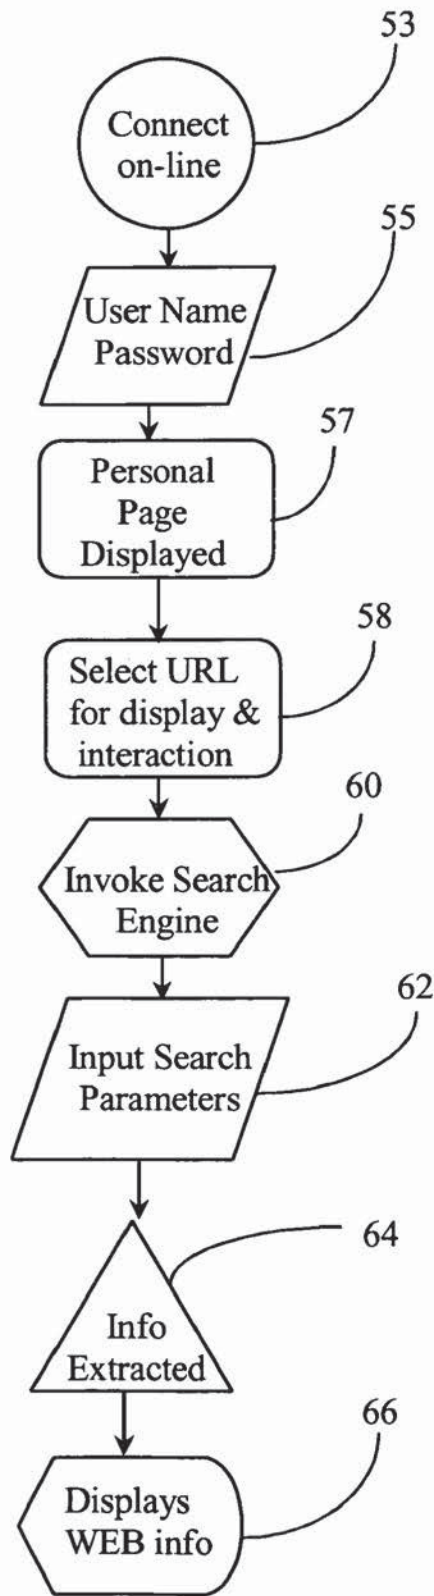 53
Connect
on-line
55
User Name
Password
57
Personal
Page
Displayed
58
Select URL
for display &
interaction
60
Invoke Search
Engine
62
Input Search
Parameters
64
Info
Extracted
66
Displays
WEB info